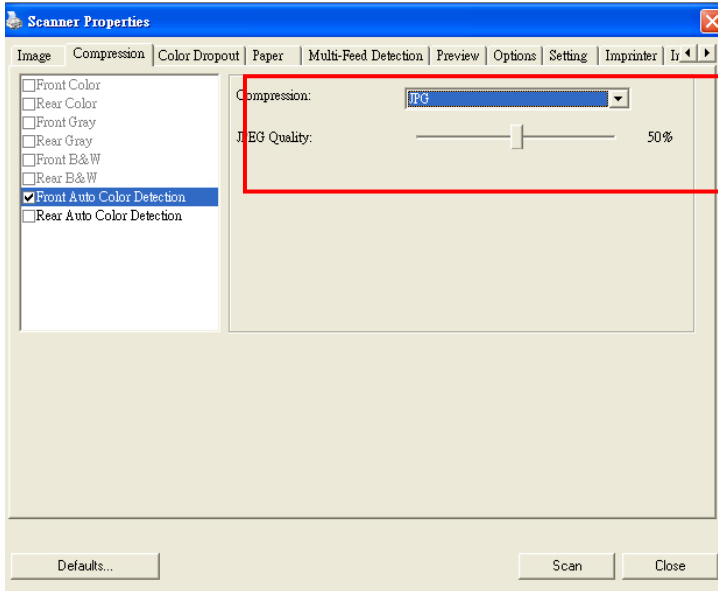 Scanner Properties
Image Compression Color Dropout Paper Multi-Feed Detection Preview Options Setting Imprinter
Front Color
Rear Color
Front Gray
Rear Gray
Front B&W
Rear B&W
Front Auto Color Detection
Rear Auto Color Detection
Compression: JPG
JPEG Quality: 50%
Defaults... Scan Close